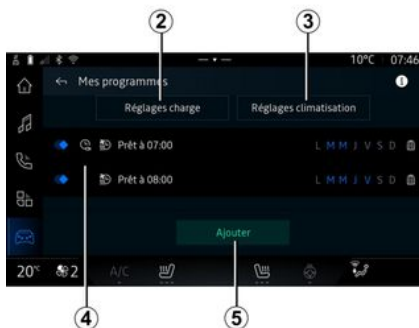 2
3
10°C 07:46
Mes programmes
Réglages charge
Réglages climatisation
Prêt à 07:00
L M M J V S D
Prêt à 08:00
L M M J V S D
Ajouter
20°C
2
A/C
4
5